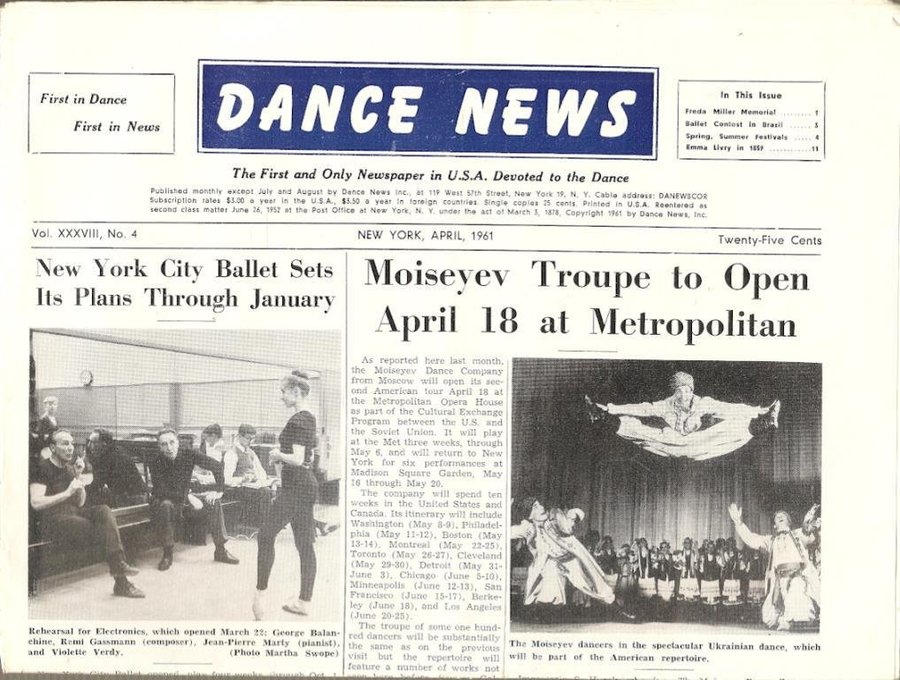 First in Dance
First in News
DANCE NEWS
In This Issue
Freda Miller Memorial ......... 1
Ballet Contest in Brazil ...... 3
Spring, Summer Festivals ..... 4
Emma Livry in 1859 ............11
The First and Only Newspaper in U.S.A. Devoted to the Dance
Published monthly except July and August by Dance News Inc., at 119 West 57th Street, New York 19, N. Y. Cable address: DANEWSCOR
Subscription rates $3.00 a year in the U.S.A., $3.50 a year in foreign countries. Single copies 25 cents. Printed in U.S.A. Reentered as
second class matter June 26, 1952 at the Post Office at New York, N. Y. under the act of March 3, 1878, Copyright 1961 by Dance News, Inc.
Vol. XXXVIII, No. 4
NEW YORK, APRIL, 1961
Twenty-Five Cents
New York City Ballet Sets
Its Plans Through January
Rehearsal for Electronics, which opened March 22: George Balan-
chine, Remi Gassmann (composer), Jean-Pierre Marty (pianist),
and Violette Verdy. (Photo Martha Swope)
Moiseyev Troupe to Open
April 18 at Metropolitan
As reported here last month,
the Moiseyev Dance Company
from Moscow will open its sec-
ond American tour April 18 at
the Metropolitan Opera House
as part of the Cultural Exchange
Program between the U.S. and
the Soviet Union. It will play
at the Met three weeks, through
May 6, and will return to New
York for six performances at
Madison Square Garden, May
16 through May 20.
The company will spend ten
weeks in the United States and
Canada. Its itinerary will include
Washington (May 8-9), Philadel-
phia (May 11-12), Boston (May
13-14), Montreal (May 22-25),
Toronto (May 26-27), Cleveland
(May 29-30), Detroit (May 31-
June 3), Chicago (June 5-10),
Minneapolis (June 12-13), San
Francisco (June 15-17), Berke-
ley (June 18), and Los Angeles
(June 20-25).
The troupe of some one hund-
red dancers will be substantially
the same as on the previous
visit but the repertoire will
feature a number of works not
The Moiseyev dancers in the spectacular Ukrainian dance, which
will be part of the American repertoire.